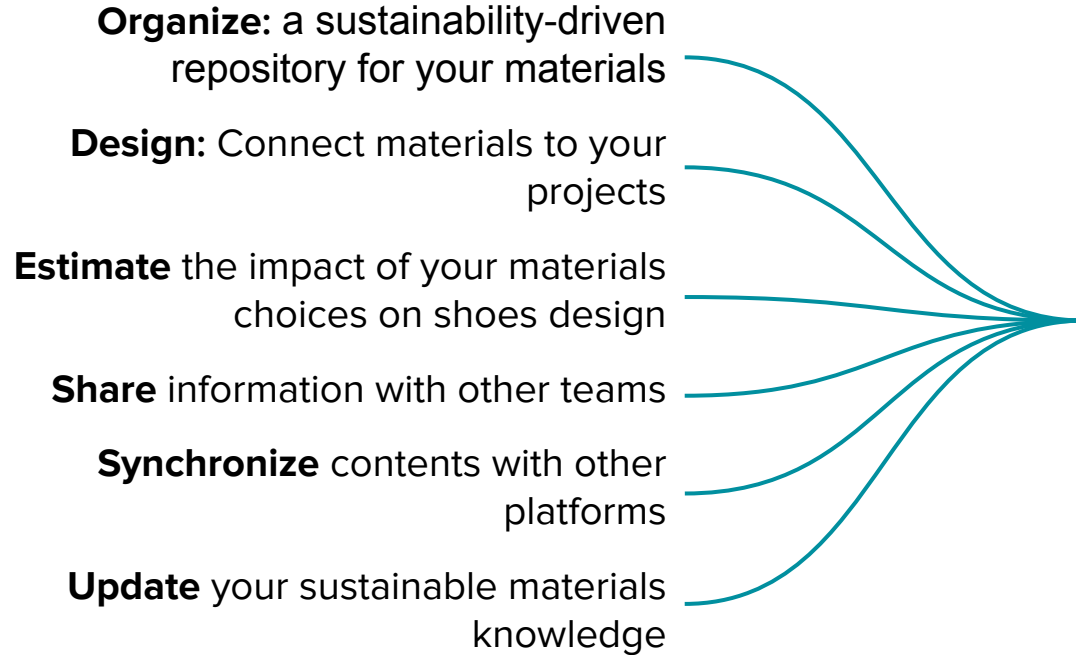 Organize: a sustainability-driven
repository for your materials
Design: Connect materials to your
projects
Estimate the impact of your materials
choices on shoes design
Share information with other teams
Synchronize contents with other
platforms
Update your sustainable materials
knowledge